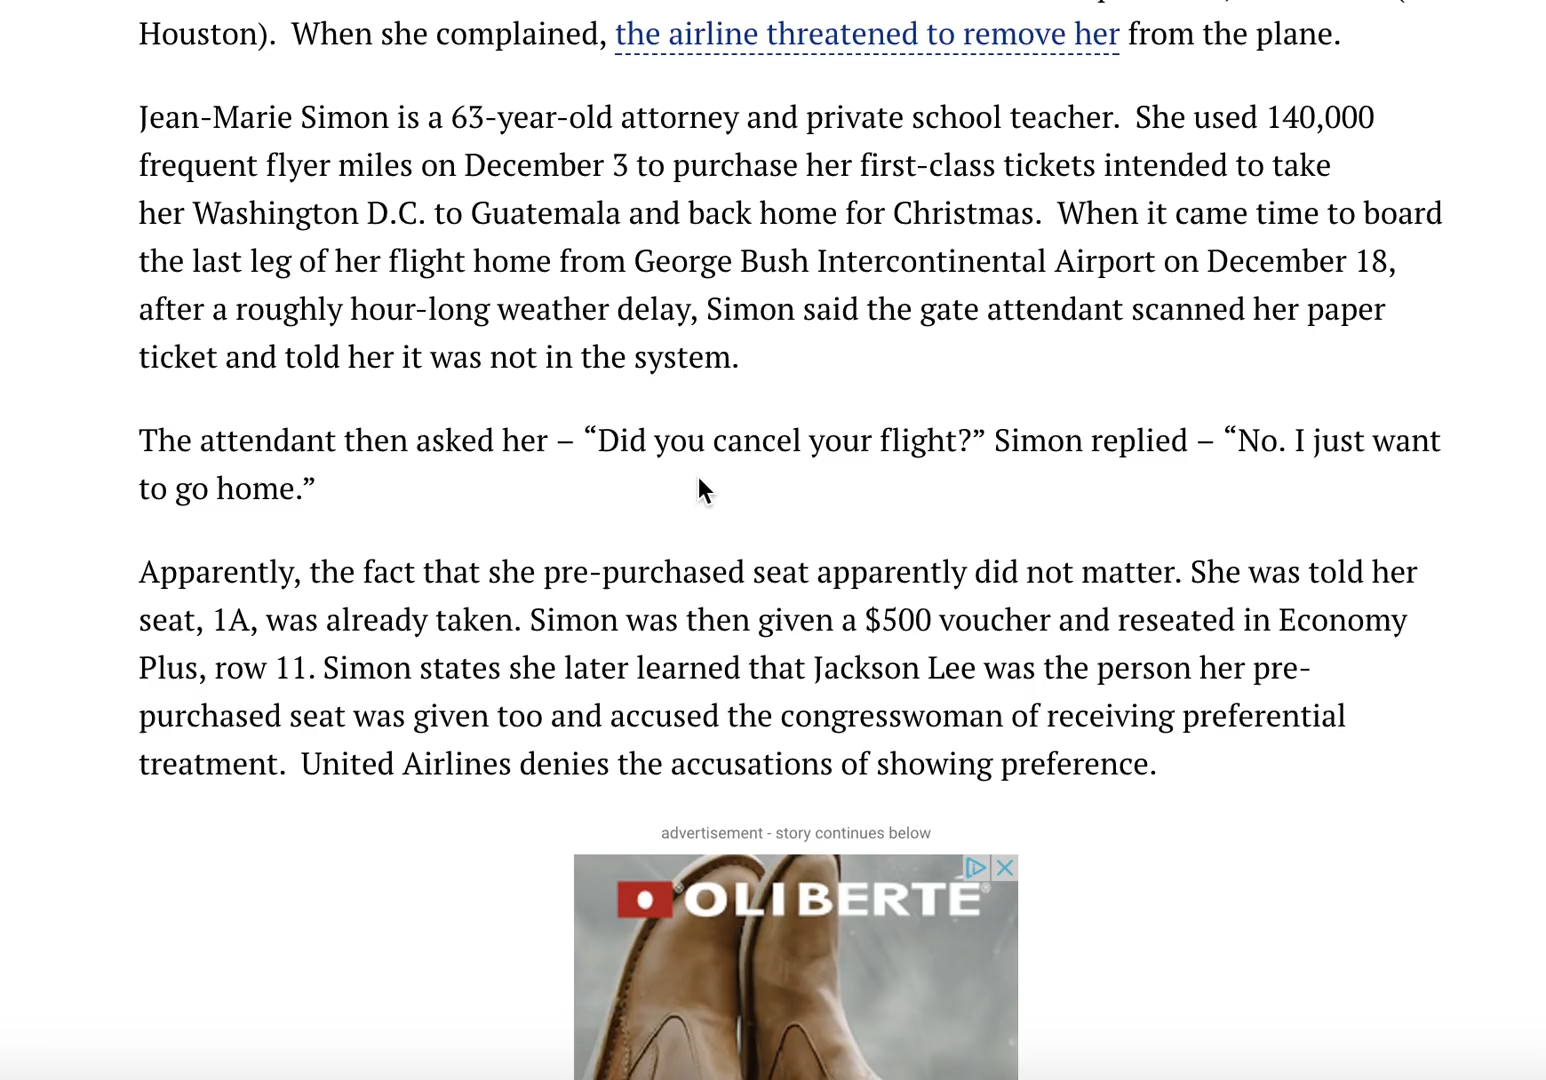 Houston).  When she complained, the airline threatened to remove her from the plane.
Jean-Marie Simon is a 63-year-old attorney and private school teacher.  She used 140,000
frequent flyer miles on December 3 to purchase her first-class tickets intended to take
her Washington D.C. to Guatemala and back home for Christmas.  When it came time to board
the last leg of her flight home from George Bush Intercontinental Airport on December 18,
after a roughly hour-long weather delay, Simon said the gate attendant scanned her paper
ticket and told her it was not in the system.
The attendant then asked her – “Did you cancel your flight?” Simon replied – “No. I just want
to go home.”
Apparently, the fact that she pre-purchased seat apparently did not matter. She was told her
seat, 1A, was already taken. Simon was then given a $500 voucher and reseated in Economy
Plus, row 11. Simon states she later learned that Jackson Lee was the person her pre-
purchased seat was given too and accused the congresswoman of receiving preferential
treatment.  United Airlines denies the accusations of showing preference.
advertisement - story continues below
OLIBERTÉ®